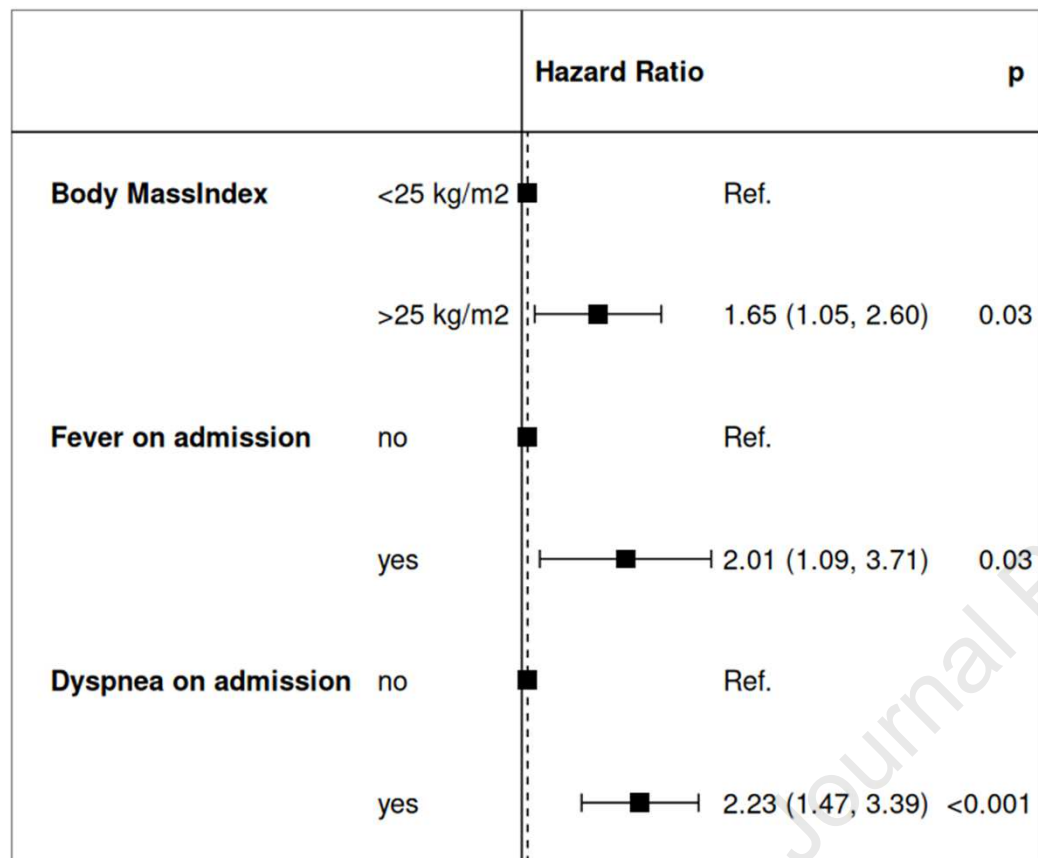 Hazard Ratio p
Body MassIndex <25 kg/m2 Ref.
>25 kg/m2 1.65 (1.05, 2.60) 0.03
Fever on admission no Ref.
yes 2.01 (1.09, 3.71) 0.03
Dyspnea on admission no Ref.
yes 2.23 (1.47, 3.39) <0.001
Journal